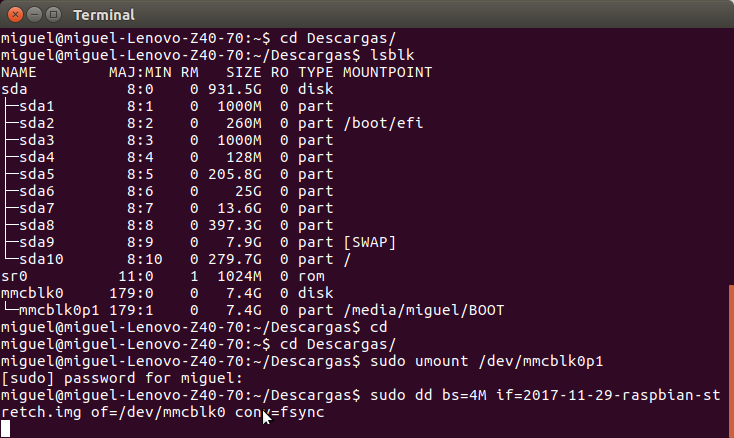 Terminal
miguel@miguel-Lenovo-Z40-70:~$ cd Descargas/
miguel@miguel-Lenovo-Z40-70:~/Descargas$ lsblk
NAME        MAJ:MIN RM   SIZE RO TYPE MOUNTPOINT
sda           8:0    0 931.5G  0 disk
├─sda1        8:1    0  1000M  0 part
├─sda2        8:2    0   260M  0 part /boot/efi
├─sda3        8:3    0  1000M  0 part
├─sda4        8:4    0   128M  0 part
├─sda5        8:5    0 205.8G  0 part
├─sda6        8:6    0    25G  0 part
├─sda7        8:7    0  13.6G  0 part
├─sda8        8:8    0 397.3G  0 part
├─sda9        8:9    0   7.9G  0 part [SWAP]
└─sda10       8:10   0 279.7G  0 part /
sr0          11:0    1  1024M  0 rom
mmcblk0     179:0    0   7.4G  0 disk
└─mmcblk0p1 179:1    0   7.4G  0 part /media/miguel/BOOT
miguel@miguel-Lenovo-Z40-70:~/Descargas$ cd
miguel@miguel-Lenovo-Z40-70:~$ cd Descargas/
miguel@miguel-Lenovo-Z40-70:~/Descargas$ sudo umount /dev/mmcblk0p1
[sudo] password for miguel:
miguel@miguel-Lenovo-Z40-70:~/Descargas$ sudo dd bs=4M if=2017-11-29-raspbian-st
retch.img of=/dev/mmcblk0 conv=fsync